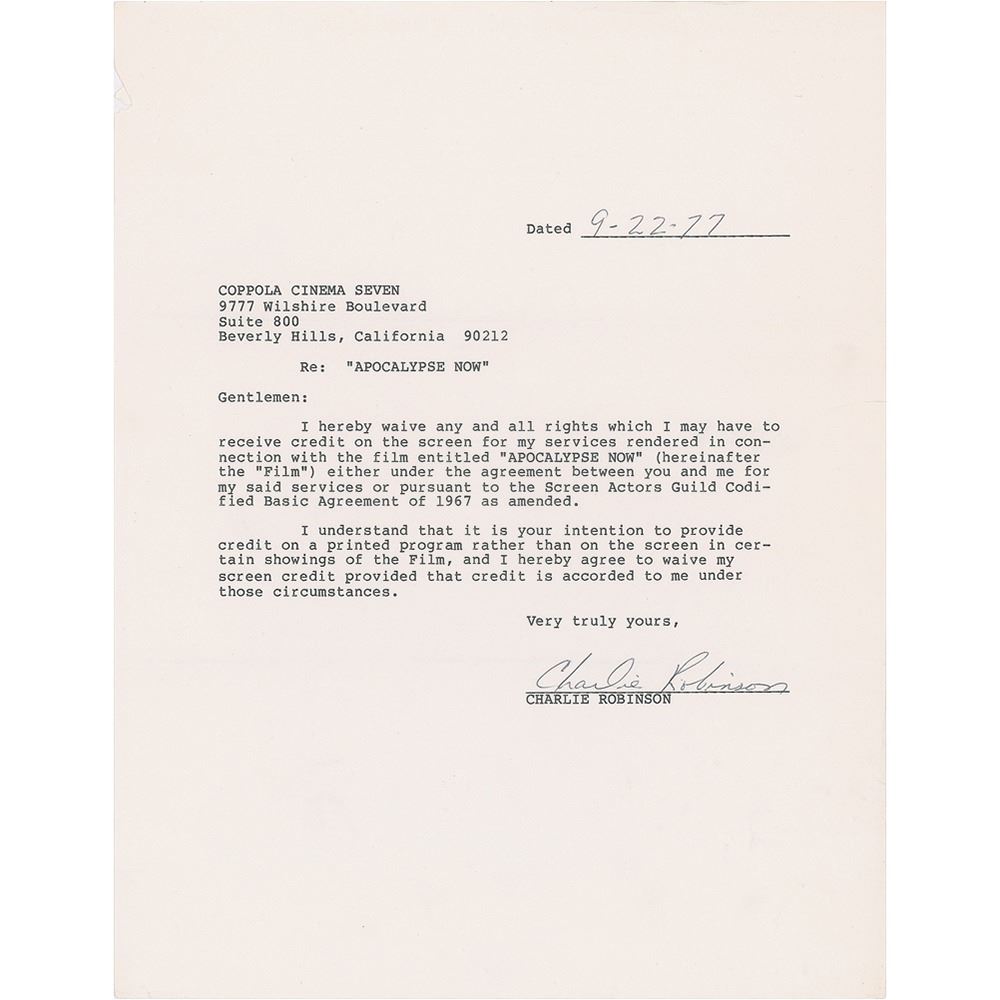 Dated 9-22-77
COPPOLA CINEMA SEVEN
9777 Wilshire Boulevard
Suite 800
Beverly Hills, California 90212
Re: "APOCALYPSE NOW"
Gentlemen:
I hereby waive any and all rights which I may have to
receive credit on the screen for my services rendered in con-
nection with the film entitled "APOCALYPSE NOW" (hereinafter
the "Film") either under the agreement between you and me for
my said services or pursuant to the Screen Actors Guild Codi-
fied Basic Agreement of 1967 as amended.
I understand that it is your intention to provide
credit on a printed program rather than on the screen in cer-
tain showings of the Film, and I hereby agree to waive my
screen credit provided that credit is accorded to me under
those circumstances.
Very truly yours,
Charlie Robinson
CHARLIE ROBINSON